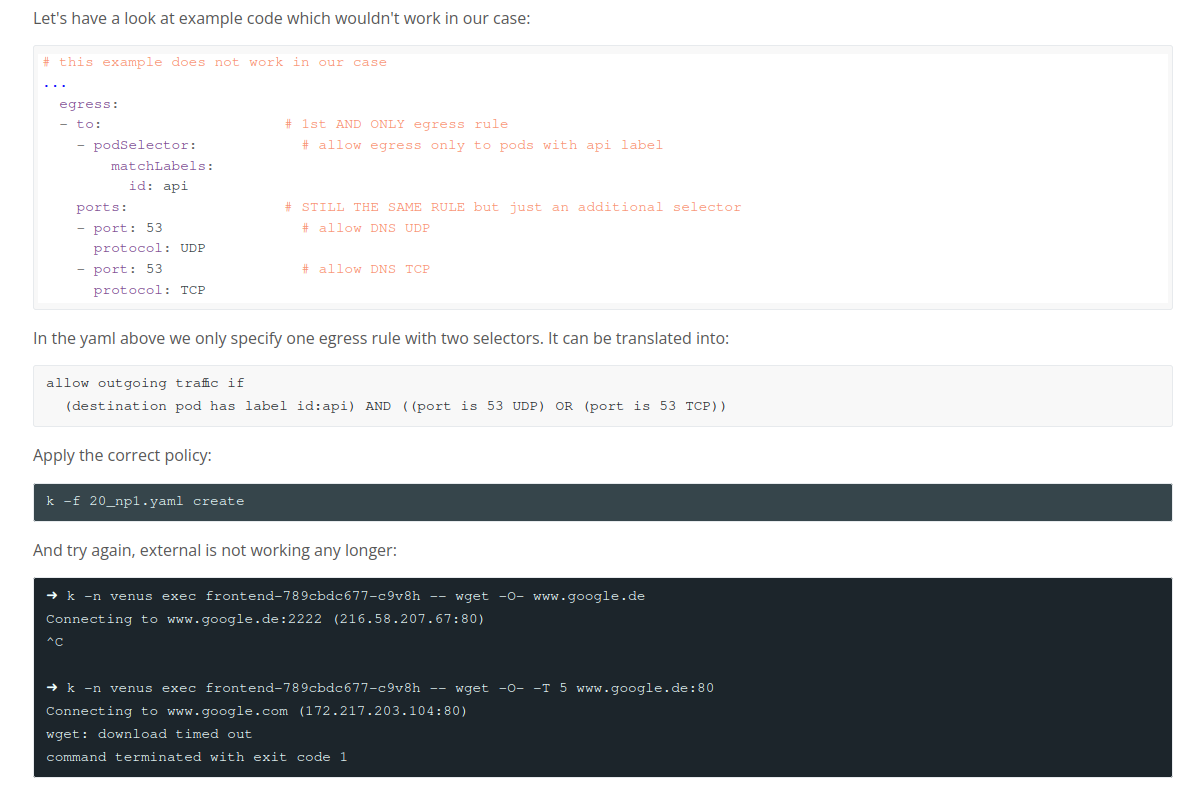 Let's have a look at example code which wouldn't work in our case:
# this example does not work in our case
...
egress:
- to: # 1st AND ONLY egress rule
- podSelector: # allow egress only to pods with api label
matchLabels:
id: api
ports: # STILL THE SAME RULE but just an additional selector
- port: 53 # allow DNS UDP
protocol: UDP
- port: 53 # allow DNS TCP
protocol: TCP
In the yaml above we only specify one egress rule with two selectors. It can be translated into:
allow outgoing traffic if
(destination pod has label id:api) AND ((port is 53 UDP) OR (port is 53 TCP))
Apply the correct policy:
k -f 20_np1.yaml create
And try again, external is not working any longer:
➜ k -n venus exec frontend-789cbdc677-c9v8h -- wget -O- www.google.de
Connecting to www.google.de:2222 (216.58.207.67:80)
^C
➜ k -n venus exec frontend-789cbdc677-c9v8h -- wget -O- -T 5 www.google.de:80
Connecting to www.google.com (172.217.203.104:80)
wget: download timed out
command terminated with exit code 1